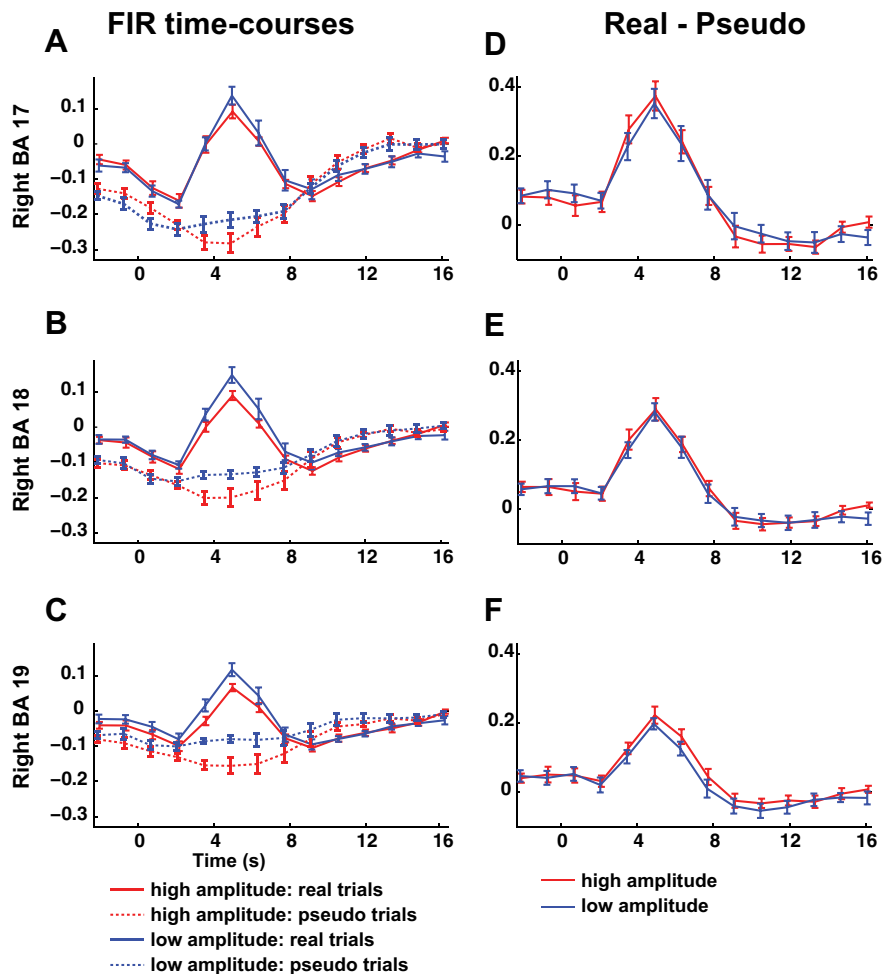 FIR time-courses
Real - Pseudo
A
Right BA 17
0.1
0
−0.1
−0.2
−0.3
0 4 8 12 16
D
0.4
0.2
0
0 4 8 12 16
B
Right BA 18
0.1
0
−0.1
−0.2
−0.3
0 4 8 12 16
E
0.4
0.2
0
0 4 8 12 16
C
Right BA 19
0.1
0
−0.1
−0.2
−0.3
0 4 8 12 16
Time (s)
F
0.4
0.2
0
0 4 8 12 16
high amplitude: real trials
high amplitude: pseudo trials
low amplitude: real trials
low amplitude: pseudo trials
high amplitude
low amplitude